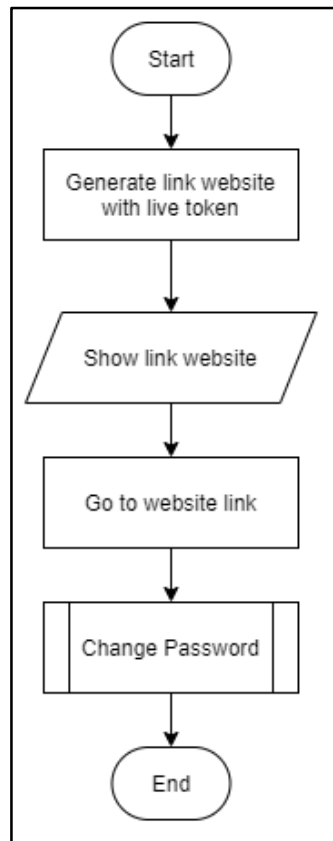 Start
Generate link website
with live token
Show link website
Go to website link
Change Password
End